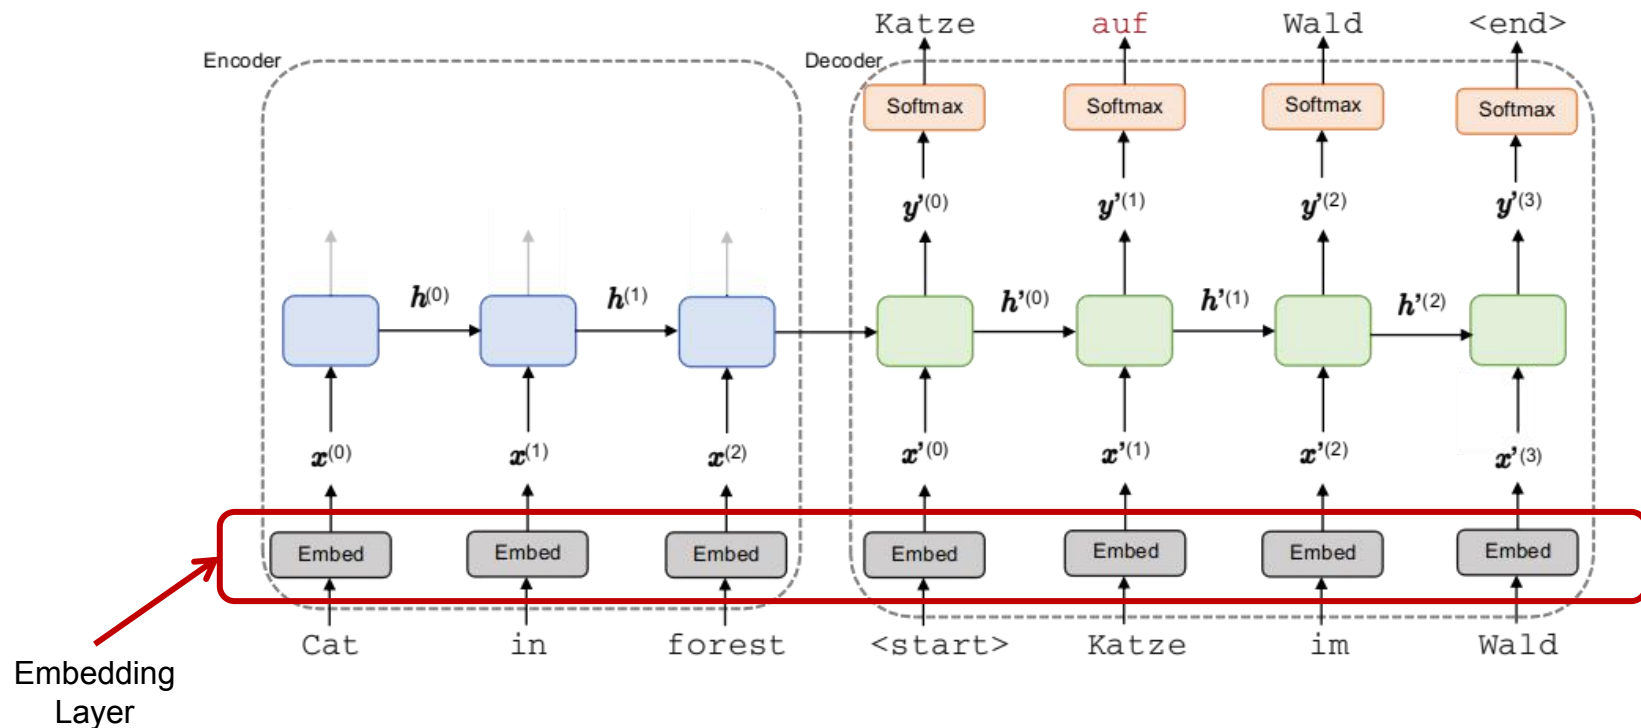 Katze auf Wald <end>
Encoder Decoder
Softmax Softmax Softmax Softmax
y'(0) y'(1) y'(2) y'(3)
h(0) h(1) h'(0) h'(1) h'(2)
x(0) x(1) x(2) x'(0) x'(1) x'(2) x'(3)
Embed Embed Embed Embed Embed Embed Embed
Cat in forest <start> Katze im Wald
Embedding
Layer